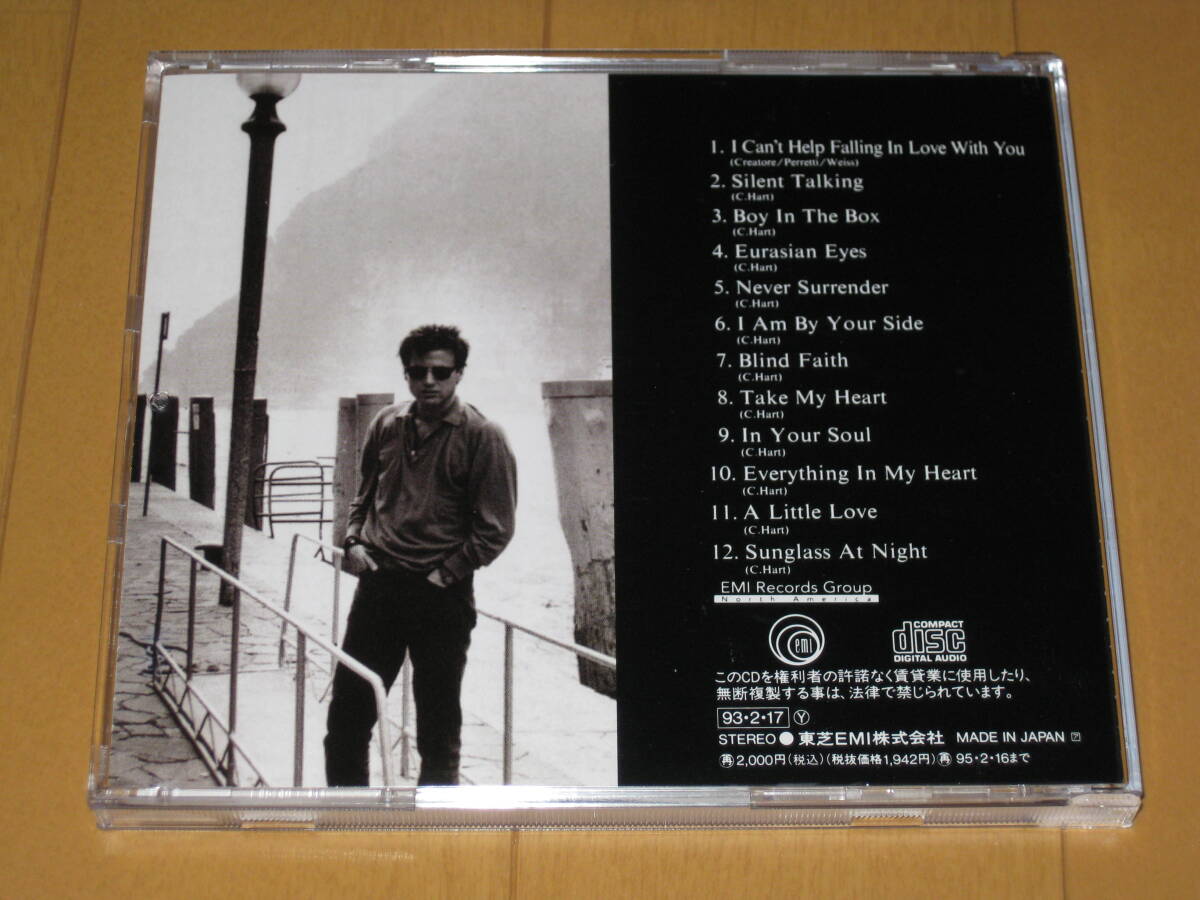 1. I Can't Help Falling In Love With You
(Creatore/Perretti/Weiss)
2. Silent Talking
(C.Hart)
3. Boy In The Box
(C.Hart)
4. Eurasian Eyes
(C.Hart)
5. Never Surrender
(C.Hart)
6. I Am By Your Side
(C.Hart)
7. Blind Faith
(C.Hart)
8. Take My Heart
(C.Hart)
9. In Your Soul
(C.Hart)
10. Everything In My Heart
(C.Hart)
11. A Little Love
(C.Hart)
12. Sunglass At Night
(C.Hart)
EMI Records Group
North America
emi
COMPACT
disc
DIGITAL AUDIO
このCDを権利者の許諾なく賃貸業に使用したり、
無断複製する事は、法律で禁じられています。
93・2・17 Ⓨ
STEREO ● 東芝EMI株式会社 MADE IN JAPAN ア
再 2,000円(税込)(税抜価格1,942円) 再 95・2・16まで